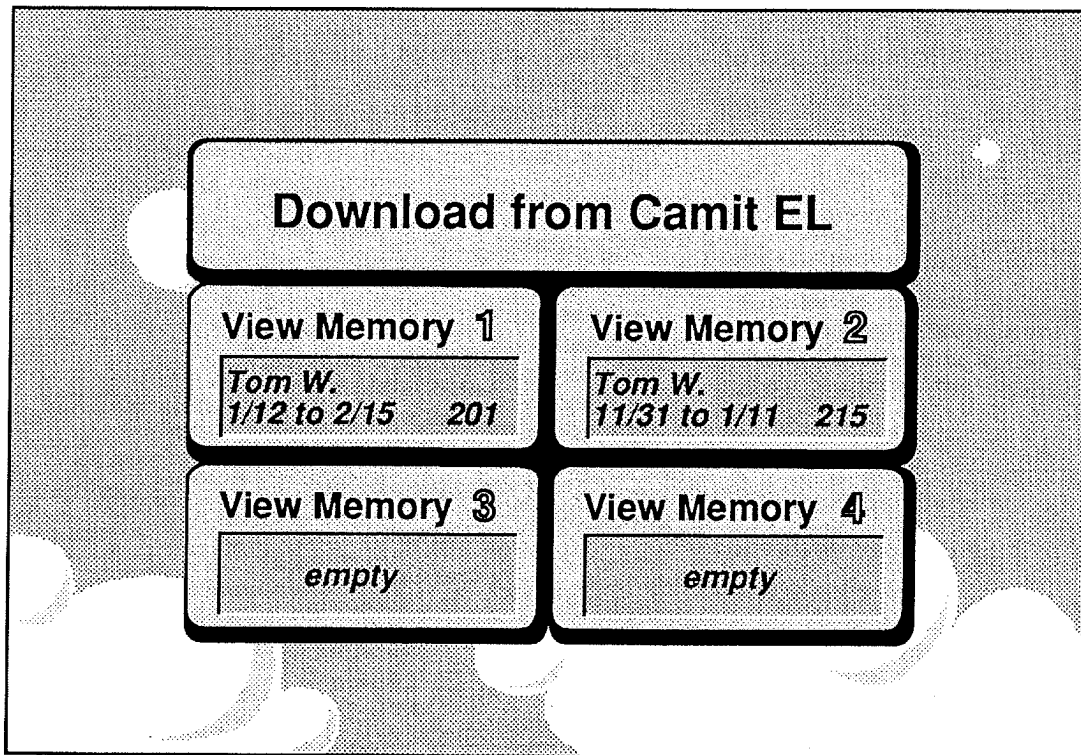 Download from Camit EL
View Memory 1
Tom W.
1/12 to 2/15 201
View Memory 2
Tom W.
11/31 to 1/11 215
View Memory 3
empty
View Memory 4
empty